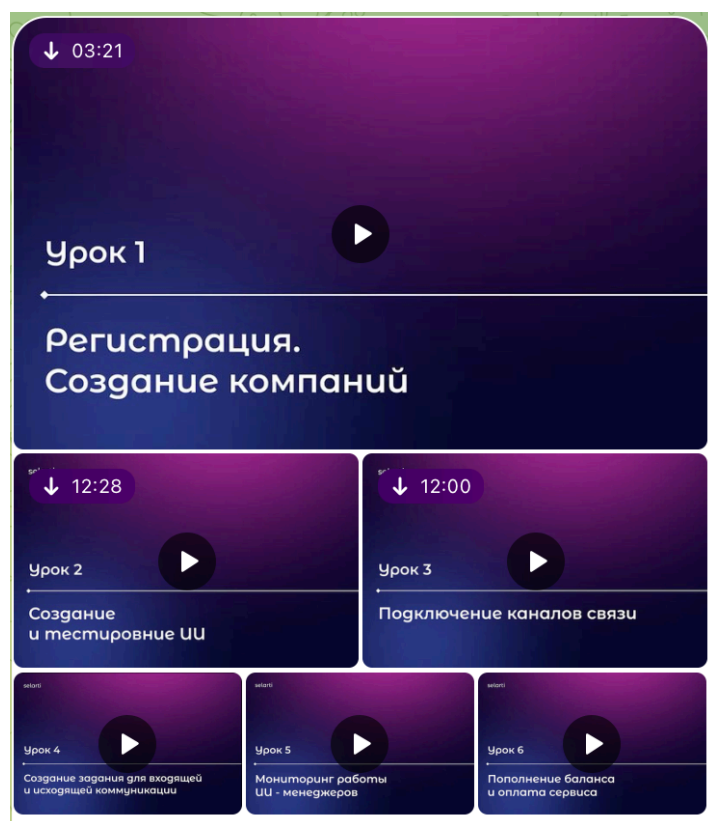 03:21
Урок 1
Регистрация.
Создание компаний
12:28
Урок 2
Создание
и тестировние ИИ
12:00
Урок 3
Подключение каналов связи
selarti
Урок 4
Создание задания для входящей
и исходящей коммуникации
selarti
Урок 5
Мониторинг работы
ИИ - менеджеров
selarti
Урок 6
Пополнение баланса
и оплата сервиса